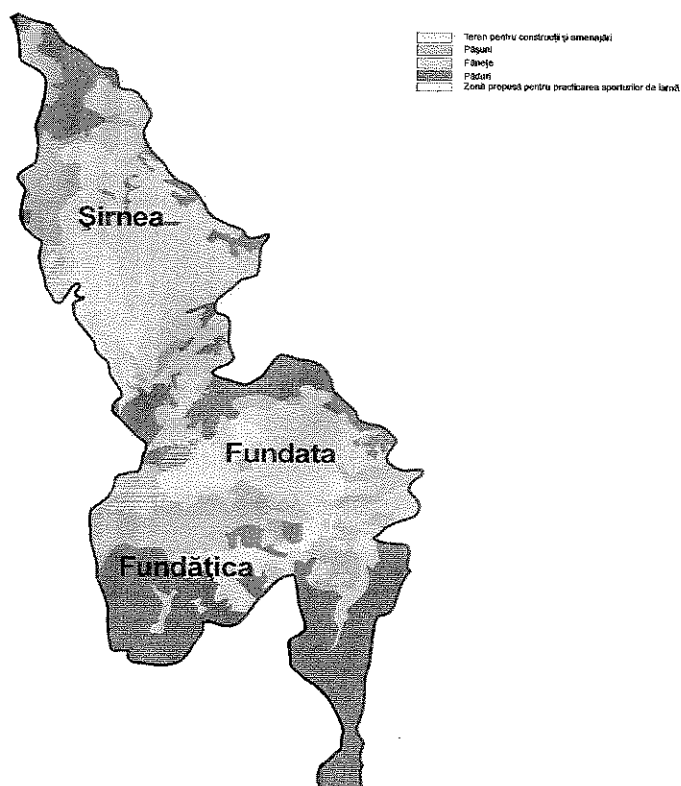 Teren pentru construcții și amenajări
Pășuni
Fânețe
Păduri
Zonă propusă pentru practicarea sporturilor de iarnă
Șirnea
Fundata
Fundățica